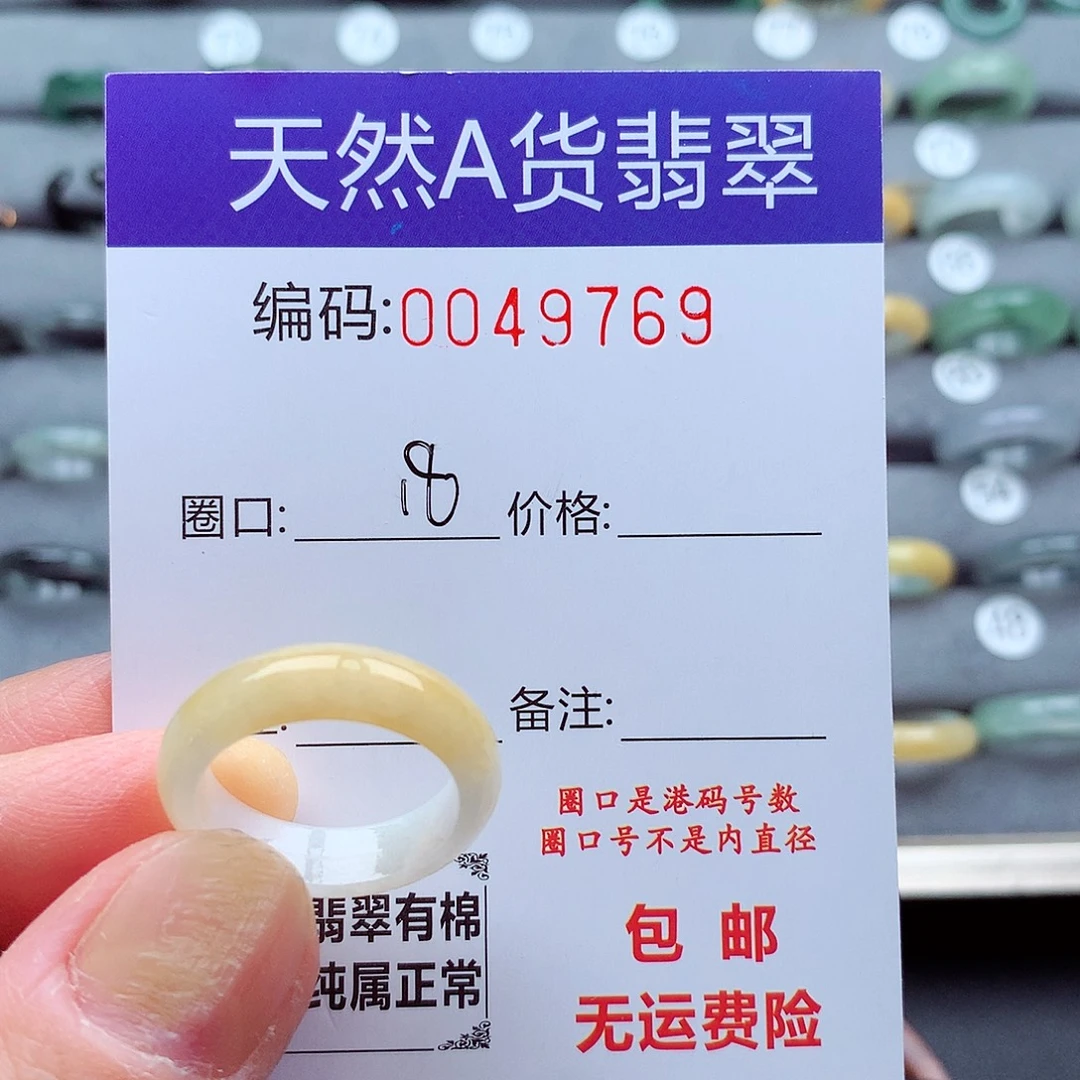 天然A货翡翠
编码:0049769
圈口: 18 价格:
备注:
圈口是港码号数
圈口号不是内直径
翡翠有棉
纯属正常
包邮
无运费险